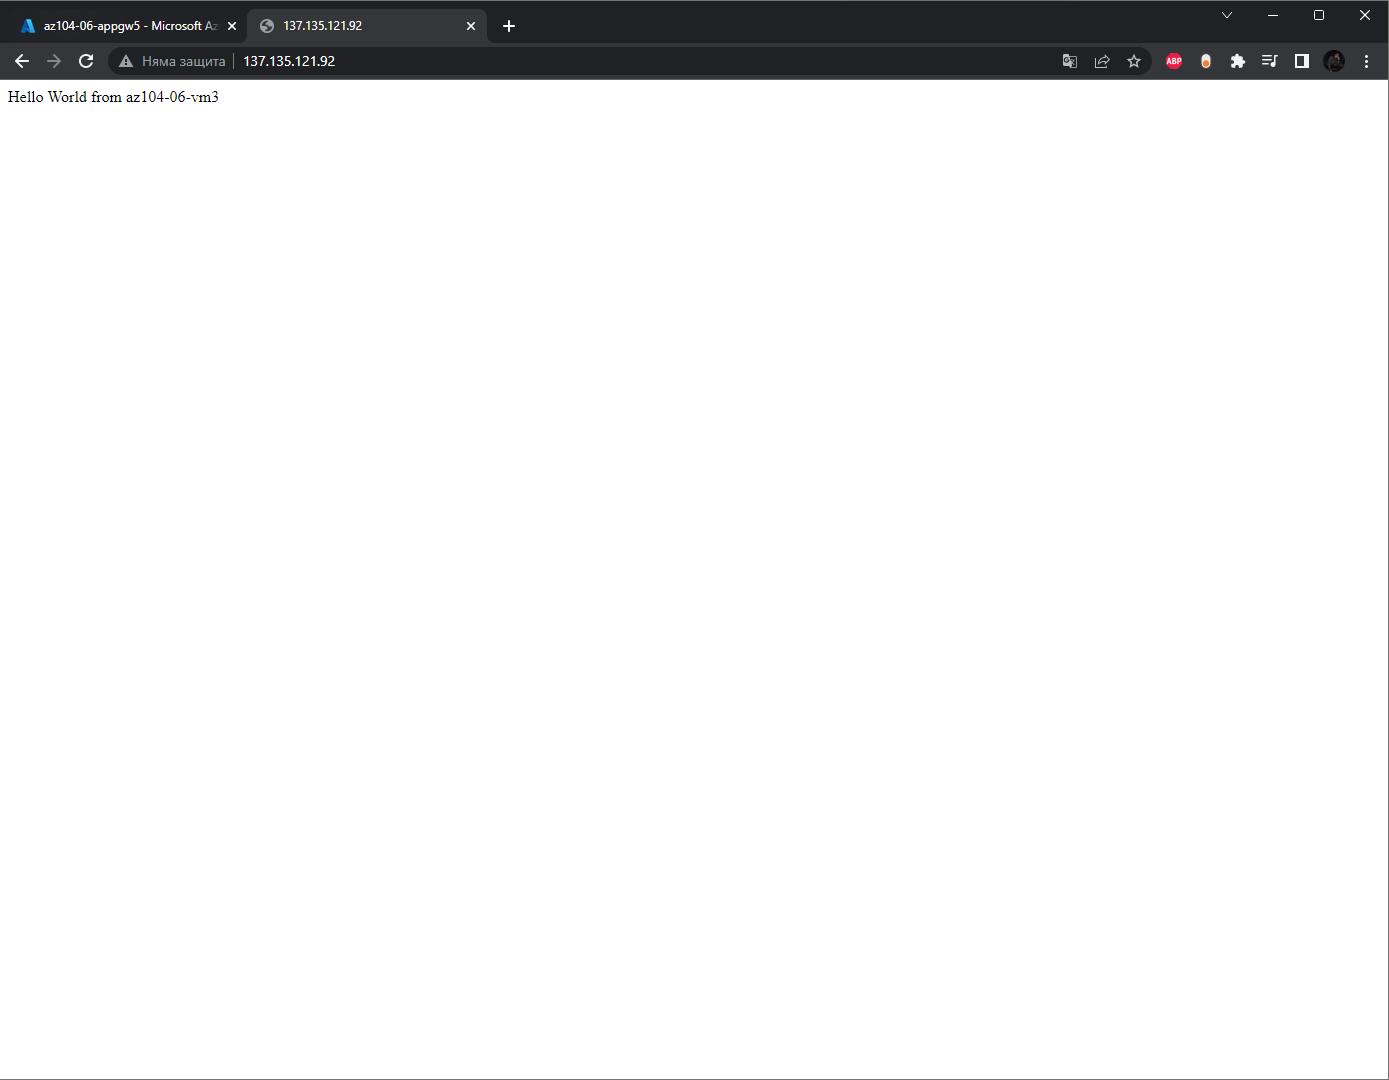 az104-06-appgw5 - Microsoft Az
137.135.121.92
Няма защита
137.135.121.92
ABP
Hello World from az104-06-vm3